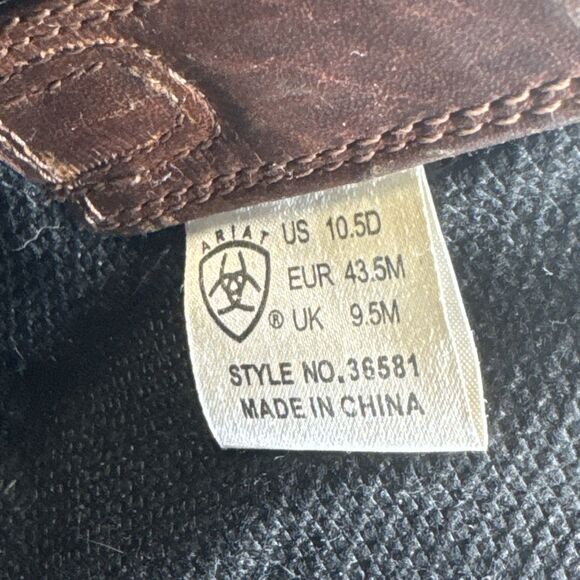 ARIAT
US 10.5D
EUR 43.5M
® UK 9.5M
STYLE NO.36581
MADE IN CHINA